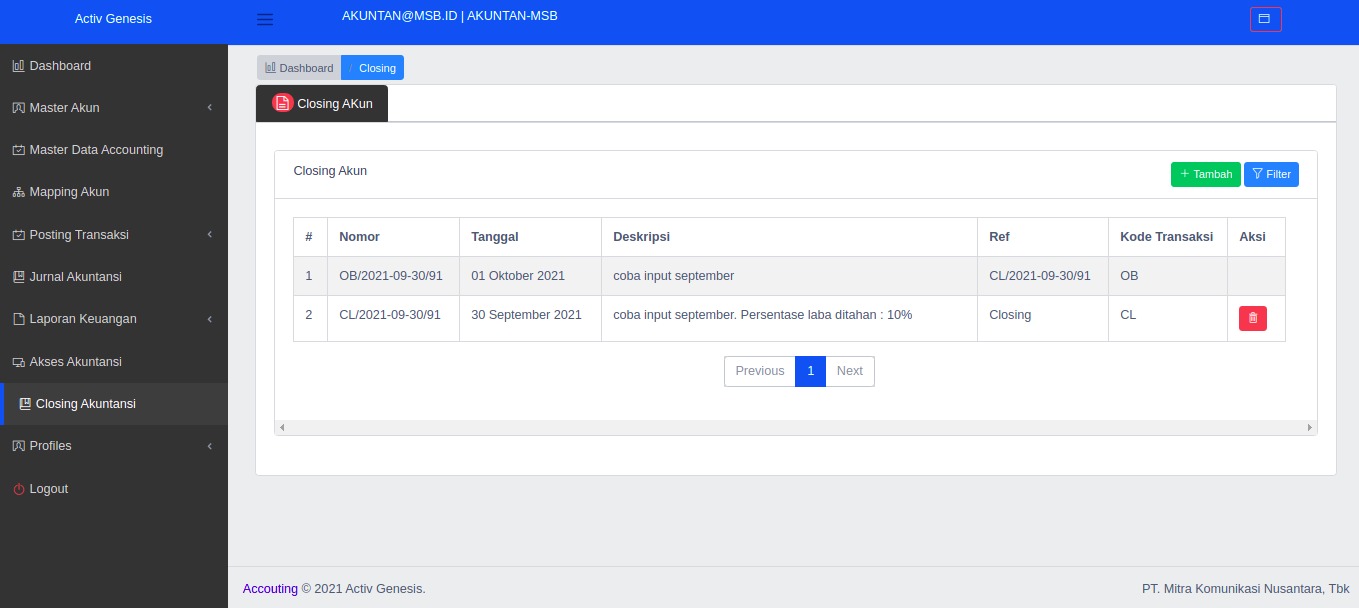 Activ Genesis
AKUNTAN@MSB.ID | AKUNTAN-MSB
Dashboard
Master Akun
Master Data Accounting
Mapping Akun
Posting Transaksi
Jurnal Akuntansi
Laporan Keuangan
Akses Akuntansi
Closing Akuntansi
Profiles
Logout
Dashboard / Closing
Closing AKun
Closing Akun
+ Tambah Filter
# Nomor Tanggal Deskripsi Ref Kode Transaksi Aksi
1 OB/2021-09-30/91 01 Oktober 2021 coba input september CL/2021-09-30/91 OB
2 CL/2021-09-30/91 30 September 2021 coba input september. Persentase laba ditahan : 10% Closing CL
Previous 1 Next
Accouting © 2021 Activ Genesis.
PT. Mitra Komunikasi Nusantara, Tbk